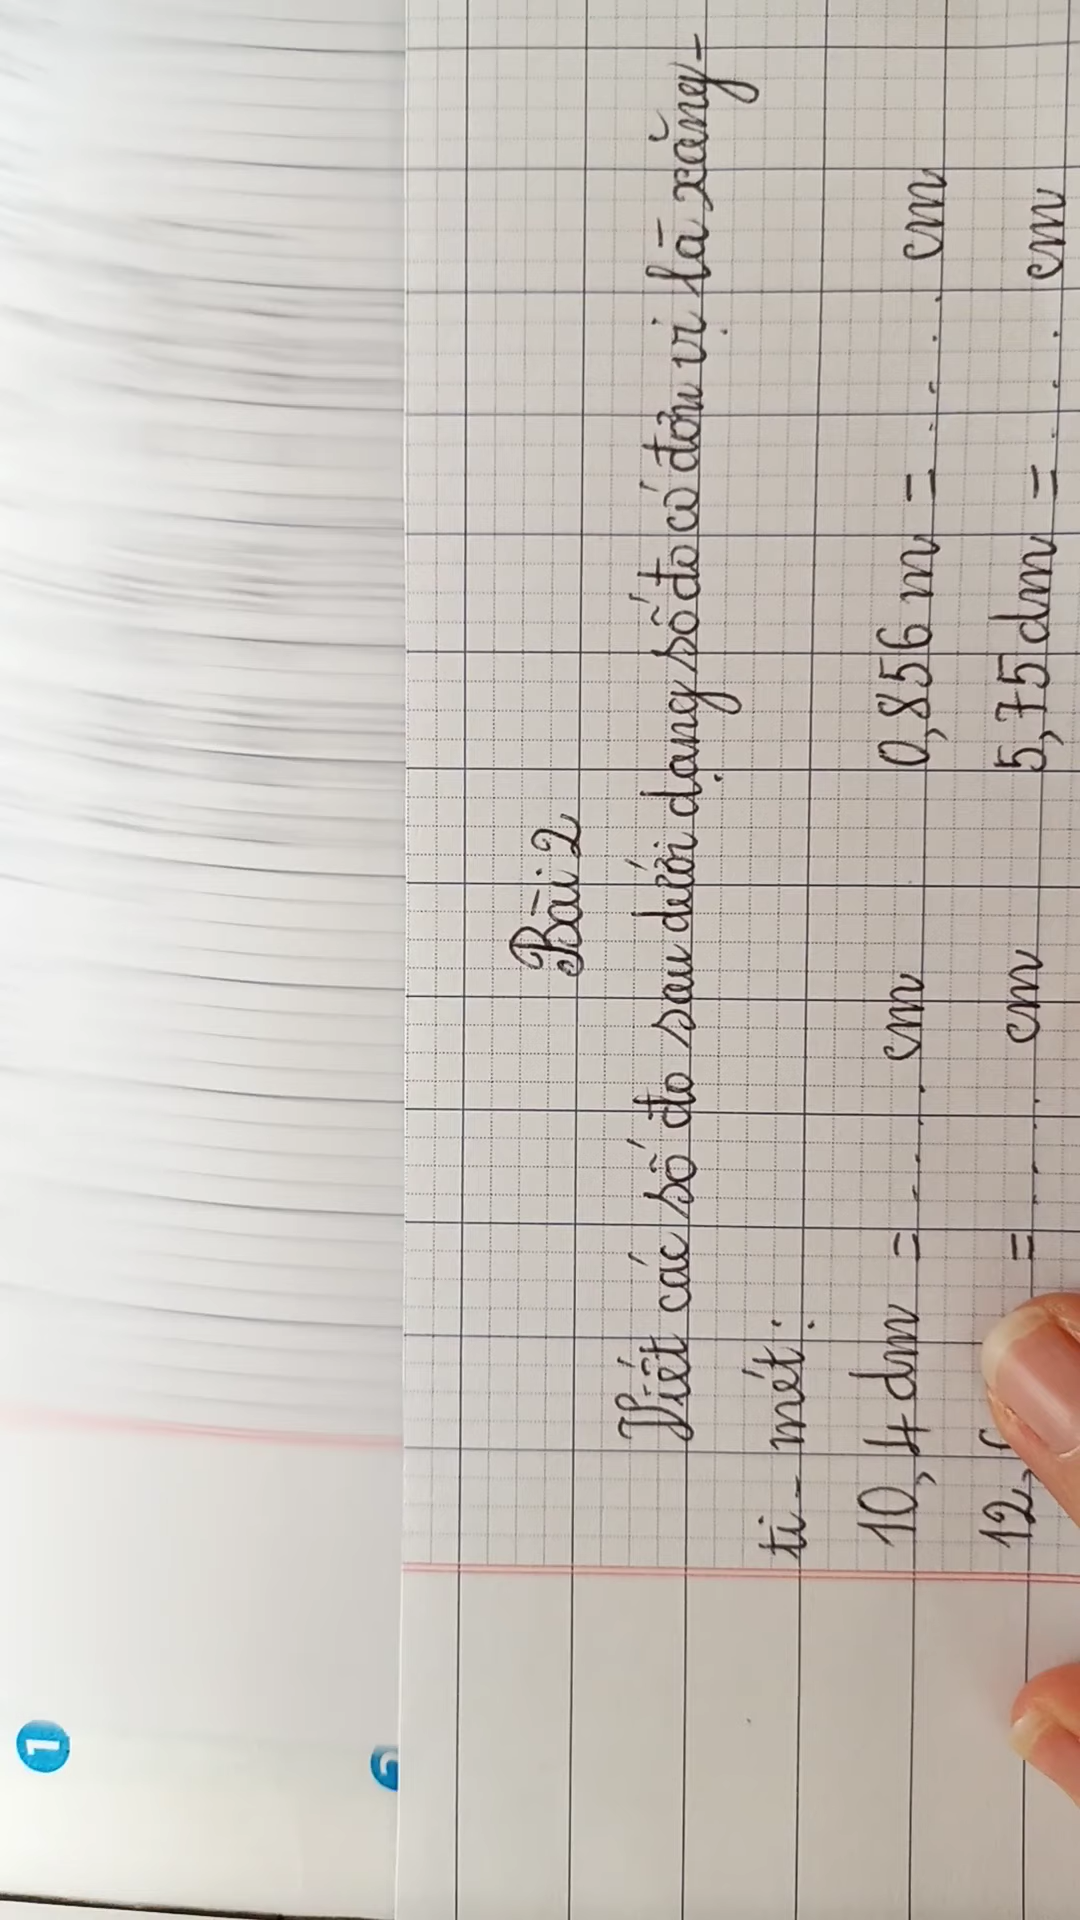 Bài 2
Viết các số đo sau dưới dạng số đo có đơn vị là xăng-
ti-mét:
10,4 dm = ..... cm 0,856 m = ..... cm
12, = ..... cm 5,75 dm = ..... cm
1